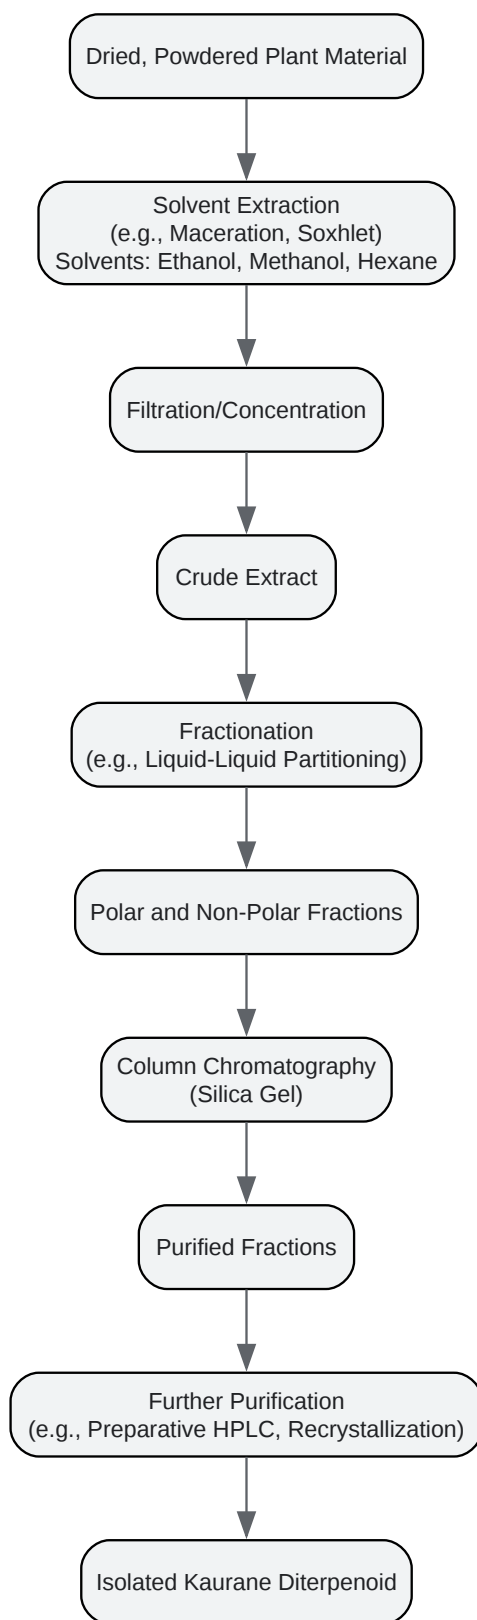 Dried, Powdered Plant Material
Solvent Extraction
(e.g., Maceration, Soxhlet)
Solvents: Ethanol, Methanol, Hexane
Filtration/Concentration
Crude Extract
Fractionation
(e.g., Liquid-Liquid Partitioning)
Polar and Non-Polar Fractions
Column Chromatography
(Silica Gel)
Purified Fractions
Further Purification
(e.g., Preparative HPLC, Recrystallization)
Isolated Kaurane Diterpenoid